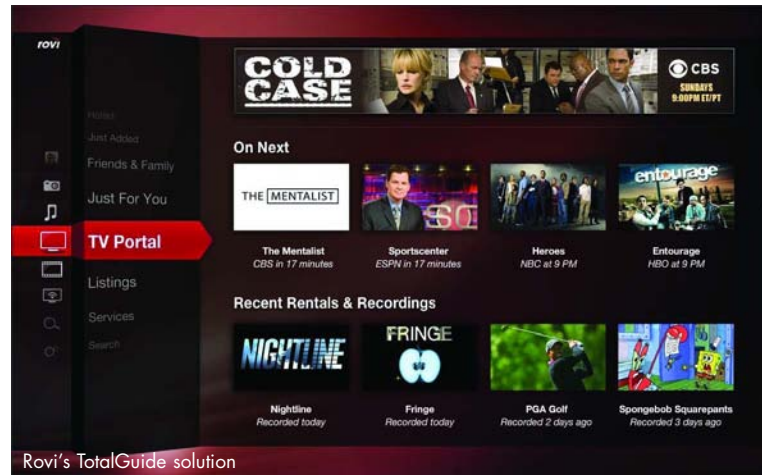 rovi
COLD
CASE
CBS
SUNDAYS
9:00PM ET/PT
Home
Just Added
Friends & Family
Just For You
TV Portal
Listings
Services
Search
On Next
THE MENTALIST
SC
entourage
The Mentalist
CBS in 17 minutes
Sportscenter
ESPN in 17 minutes
Heroes
NBC at 9 PM
Entourage
HBO at 9 PM
Recent Rentals & Recordings
NIGHTLINE
FRINGE
Nightline
Recorded today
Fringe
Recorded today
PGA Golf
Recorded 2 days ago
Spongebob Squarepants
Recorded 3 days ago
Rovi's TotalGuide solution